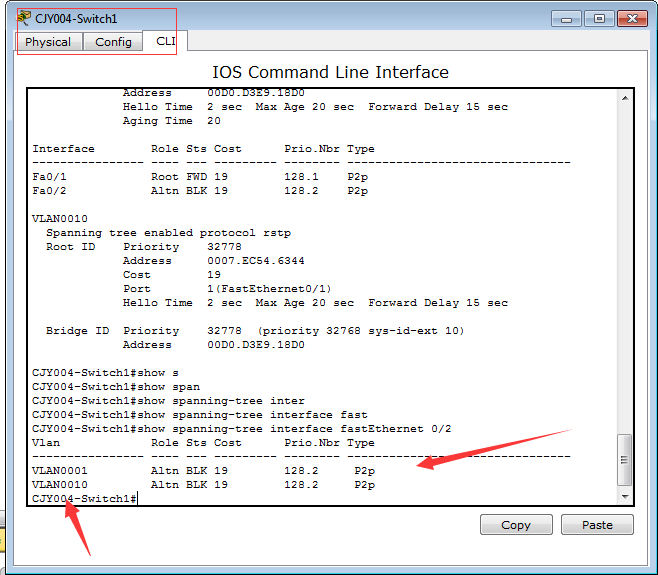 CJY004-Switch1
Physical Config CLI
IOS Command Line Interface
Address 00D0.D3E9.18D0
Hello Time 2 sec Max Age 20 sec Forward Delay 15 sec
Aging Time 20
Interface Role Sts Cost Prio.Nbr Type
---------------- ---- --- --------- -------- --------------------------------
Fa0/1 Root FWD 19 128.1 P2p
Fa0/2 Altn BLK 19 128.2 P2p
VLAN0010
Spanning tree enabled protocol rstp
Root ID Priority 32778
Address 0007.EC54.6344
Cost 19
Port 1(FastEthernet0/1)
Hello Time 2 sec Max Age 20 sec Forward Delay 15 sec
Bridge ID Priority 32778 (priority 32768 sys-id-ext 10)
Address 00D0.D3E9.18D0
CJY004-Switch1#show s
CJY004-Switch1#show span
CJY004-Switch1#show spanning-tree inter
CJY004-Switch1#show spanning-tree interface fast
CJY004-Switch1#show spanning-tree interface fastEthernet 0/2
Vlan Role Sts Cost Prio.Nbr Type
---------------- ---- --- --------- -------- --------------------------------
VLAN0001 Altn BLK 19 128.2 P2p
VLAN0010 Altn BLK 19 128.2 P2p
CJY004-Switch1#
Copy Paste